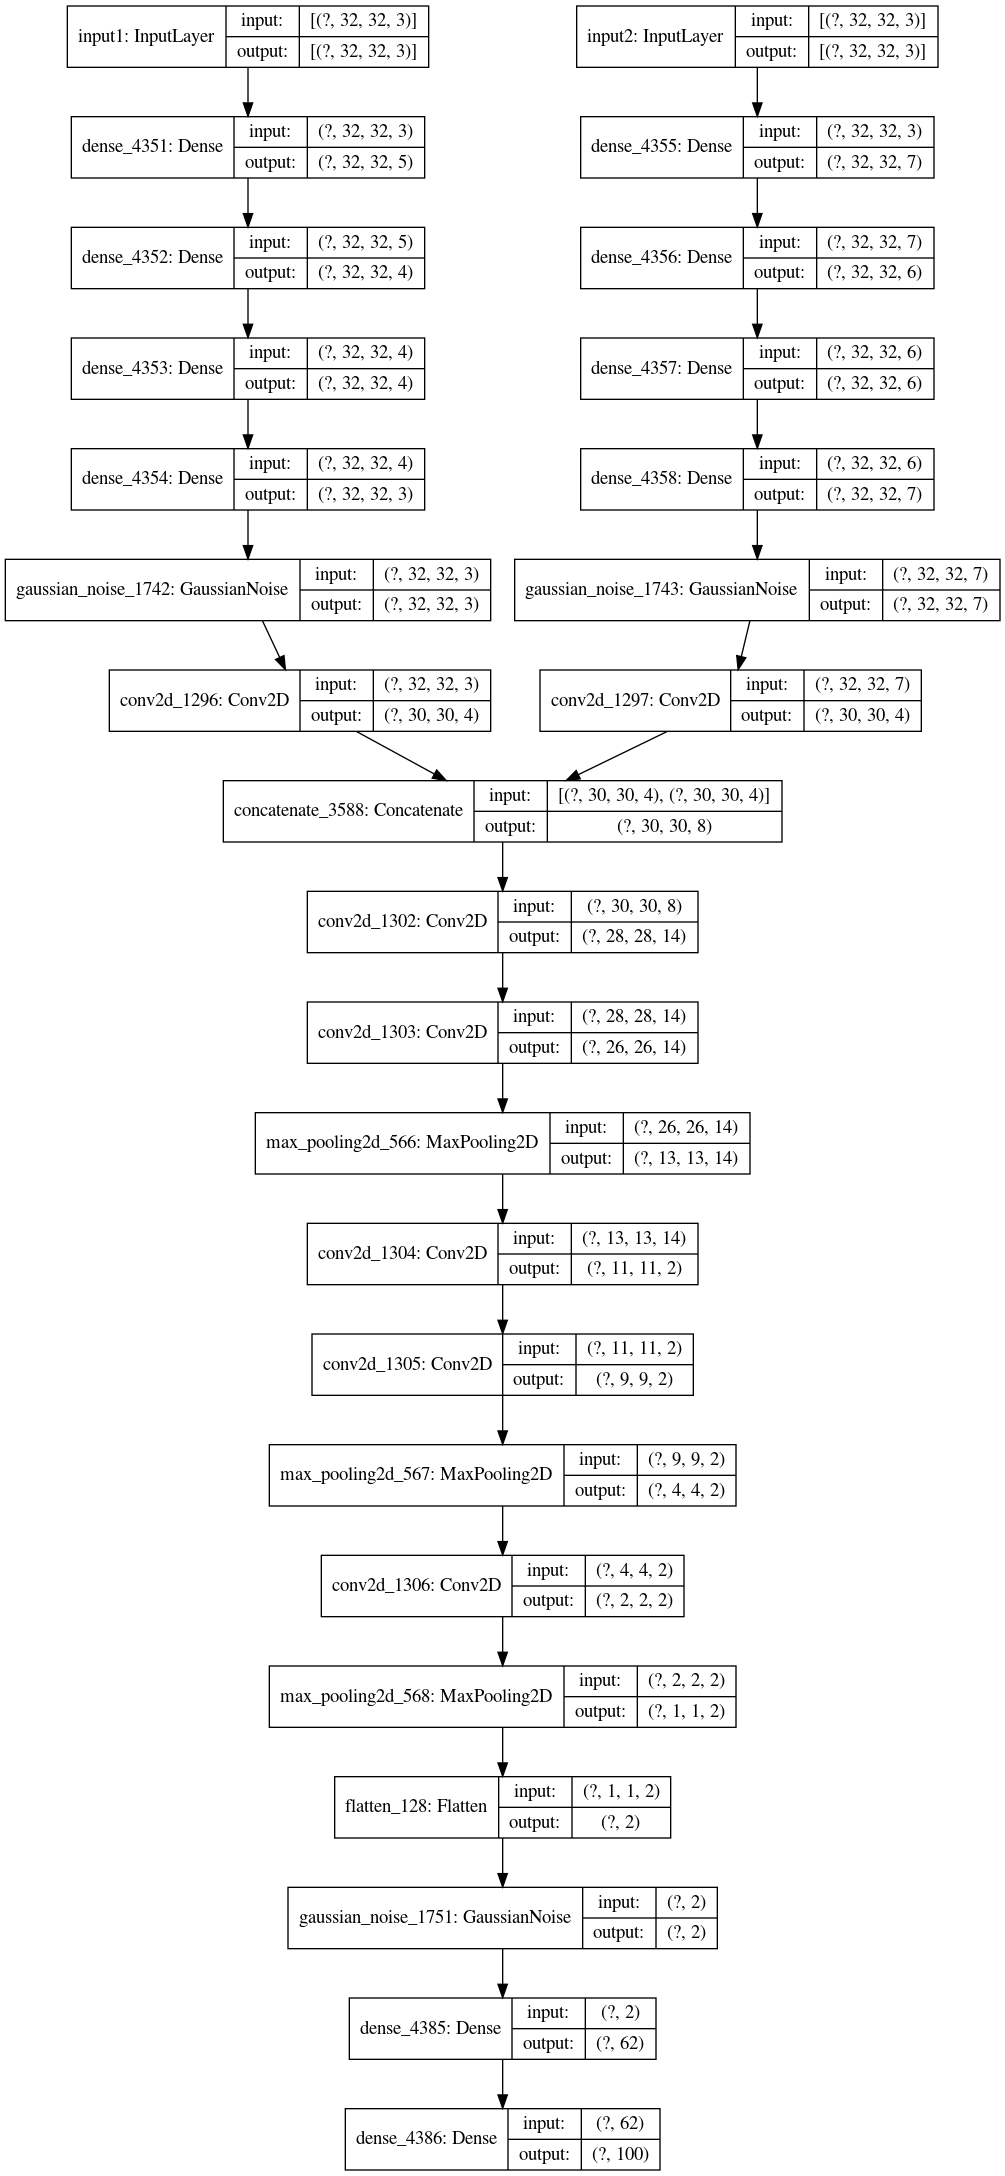 input1: InputLayer
input: [(?, 32, 32, 3)]
output: [(?, 32, 32, 3)]
input2: InputLayer
input: [(?, 32, 32, 3)]
output: [(?, 32, 32, 3)]
dense_4351: Dense
input: (?, 32, 32, 3)
output: (?, 32, 32, 5)
dense_4355: Dense
input: (?, 32, 32, 3)
output: (?, 32, 32, 7)
dense_4352: Dense
input: (?, 32, 32, 5)
output: (?, 32, 32, 4)
dense_4356: Dense
input: (?, 32, 32, 7)
output: (?, 32, 32, 6)
dense_4353: Dense
input: (?, 32, 32, 4)
output: (?, 32, 32, 4)
dense_4357: Dense
input: (?, 32, 32, 6)
output: (?, 32, 32, 6)
dense_4354: Dense
input: (?, 32, 32, 4)
output: (?, 32, 32, 3)
dense_4358: Dense
input: (?, 32, 32, 6)
output: (?, 32, 32, 7)
gaussian_noise_1742: GaussianNoise
input: (?, 32, 32, 3)
output: (?, 32, 32, 3)
gaussian_noise_1743: GaussianNoise
input: (?, 32, 32, 7)
output: (?, 32, 32, 7)
conv2d_1296: Conv2D
input: (?, 32, 32, 3)
output: (?, 30, 30, 4)
conv2d_1297: Conv2D
input: (?, 32, 32, 7)
output: (?, 30, 30, 4)
concatenate_3588: Concatenate
input: [(?, 30, 30, 4), (?, 30, 30, 4)]
output: (?, 30, 30, 8)
conv2d_1302: Conv2D
input: (?, 30, 30, 8)
output: (?, 28, 28, 14)
conv2d_1303: Conv2D
input: (?, 28, 28, 14)
output: (?, 26, 26, 14)
max_pooling2d_566: MaxPooling2D
input: (?, 26, 26, 14)
output: (?, 13, 13, 14)
conv2d_1304: Conv2D
input: (?, 13, 13, 14)
output: (?, 11, 11, 2)
conv2d_1305: Conv2D
input: (?, 11, 11, 2)
output: (?, 9, 9, 2)
max_pooling2d_567: MaxPooling2D
input: (?, 9, 9, 2)
output: (?, 4, 4, 2)
conv2d_1306: Conv2D
input: (?, 4, 4, 2)
output: (?, 2, 2, 2)
max_pooling2d_568: MaxPooling2D
input: (?, 2, 2, 2)
output: (?, 1, 1, 2)
flatten_128: Flatten
input: (?, 1, 1, 2)
output: (?, 2)
gaussian_noise_1751: GaussianNoise
input: (?, 2)
output: (?, 2)
dense_4385: Dense
input: (?, 2)
output: (?, 62)
dense_4386: Dense
input: (?, 62)
output: (?, 100)